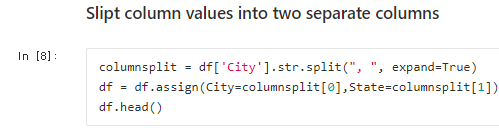 Slipt column values into two separate columns
In [8]:
columnsplit = df['City'].str.split(", ", expand=True)
df = df.assign(City=columnsplit[0],State=columnsplit[1])
df.head()